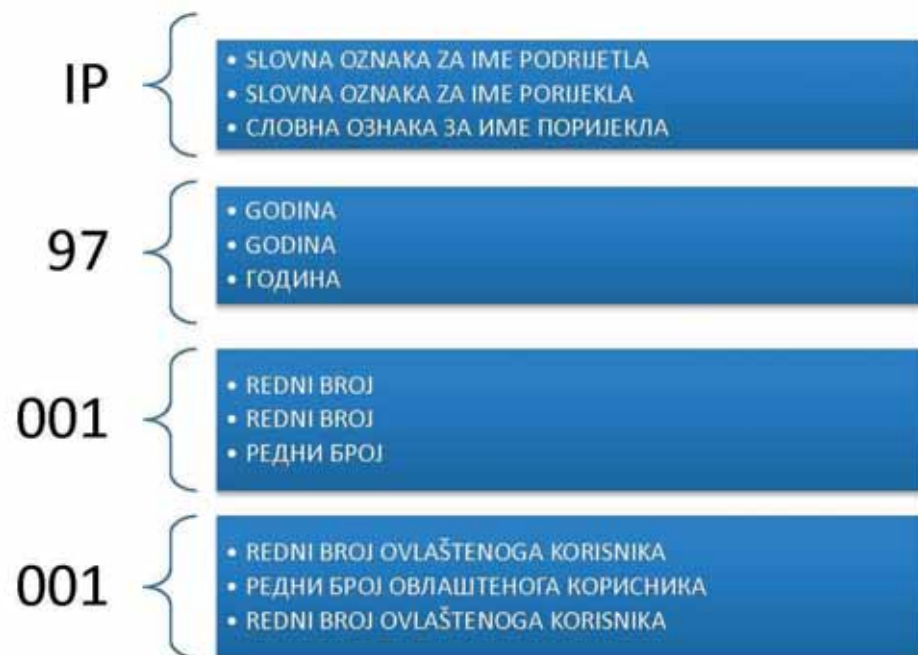 IP
• SLOVNA OZNAKA ZA IME PODRIJETLA
• SLOVNA OZNAKA ZA IME PORIJEKLA
• СЛОВНА ОЗНАКА ЗА ИМЕ ПОРИЈЕКЛА
97
• GODINA
• GODINA
• ГОДИНА
001
• REDNI BROJ
• REDNI BROJ
• РЕДНИ БРОЈ
001
• REDNI BROJ OVLAŠTENOGA KORISNIKA
• РЕДНИ БРОЈ ОВЛАШТЕНОГА КОРИСНИКА
• REDNI BROJ OVLAŠTENOGA KORISNIKA